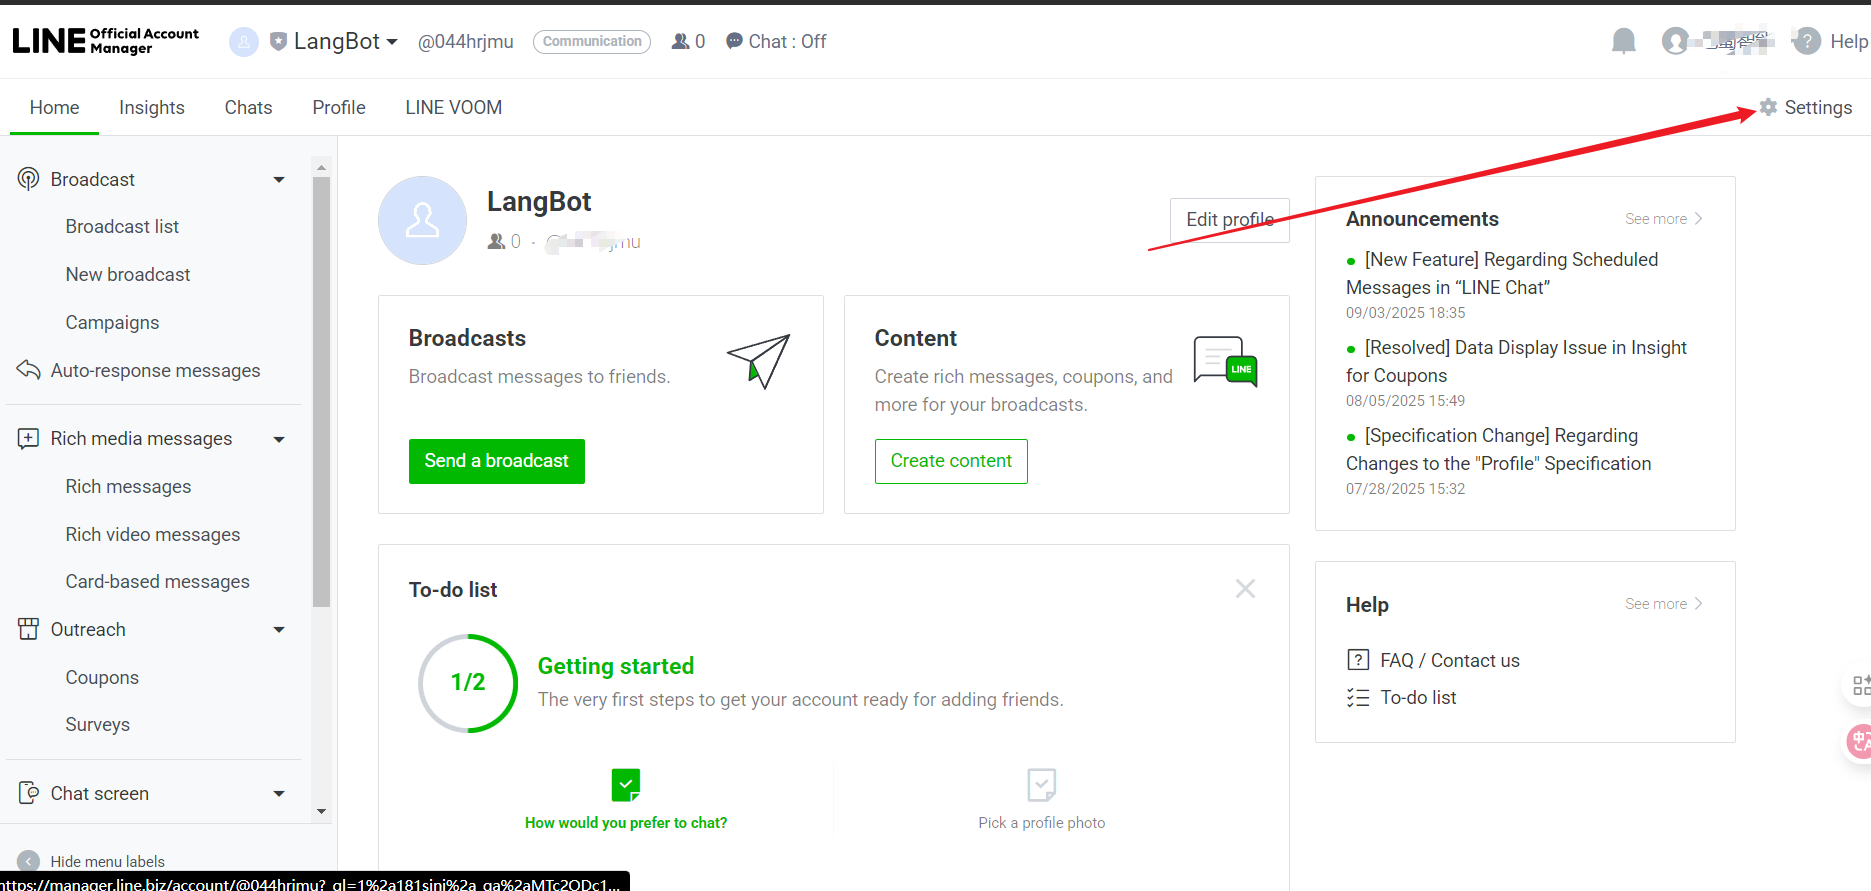 LINE Official Account Manager
LangBot
@044hrjmu
Communication
0
Chat : Off
? Help
Home
Insights
Chats
Profile
LINE VOOM
Settings
Broadcast
Broadcast list
New broadcast
Campaigns
Auto-response messages
Rich media messages
Rich messages
Rich video messages
Card-based messages
Outreach
Coupons
Surveys
Chat screen
Hide menu labels
LangBot
0 ·
Edit profile
Broadcasts
Broadcast messages to friends.
Send a broadcast
Content
Create rich messages, coupons, and
more for your broadcasts.
LINE
Create content
To-do list
1/2
Getting started
The very first steps to get your account ready for adding friends.
How would you prefer to chat?
Pick a profile photo
Announcements
See more
[New Feature] Regarding Scheduled
Messages in “LINE Chat”
09/03/2025 18:35
[Resolved] Data Display Issue in Insight
for Coupons
08/05/2025 15:49
[Specification Change] Regarding
Changes to the "Profile" Specification
07/28/2025 15:32
Help
See more
? FAQ / Contact us
To-do list
中A
https://manager.line.biz/account/@044hrjmu?_gl=1%2a181sini%2a_ga%2aMTc2ODc1...